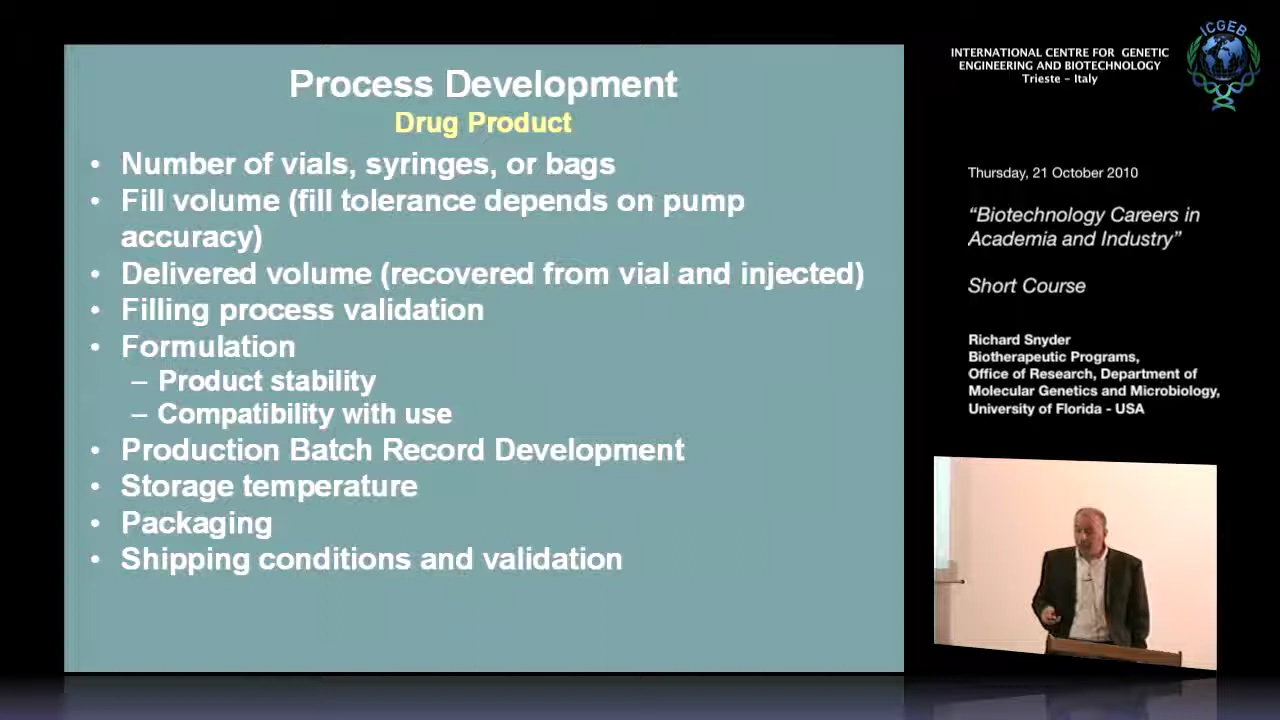 Process Development
Drug Product
• Number of vials, syringes, or bags
• Fill volume (fill tolerance depends on pump
accuracy)
• Delivered volume (recovered from vial and injected)
• Filling process validation
• Formulation
– Product stability
– Compatibility with use
• Production Batch Record Development
• Storage temperature
• Packaging
• Shipping conditions and validation
INTERNATIONAL CENTRE FOR GENETIC
ENGINEERING AND BIOTECHNOLOGY
Trieste - Italy
ICGEB
Thursday, 21 October 2010
“Biotechnology Careers in
Academia and Industry”
Short Course
Richard Snyder
Biotherapeutic Programs,
Office of Research, Department of
Molecular Genetics and Microbiology,
University of Florida - USA